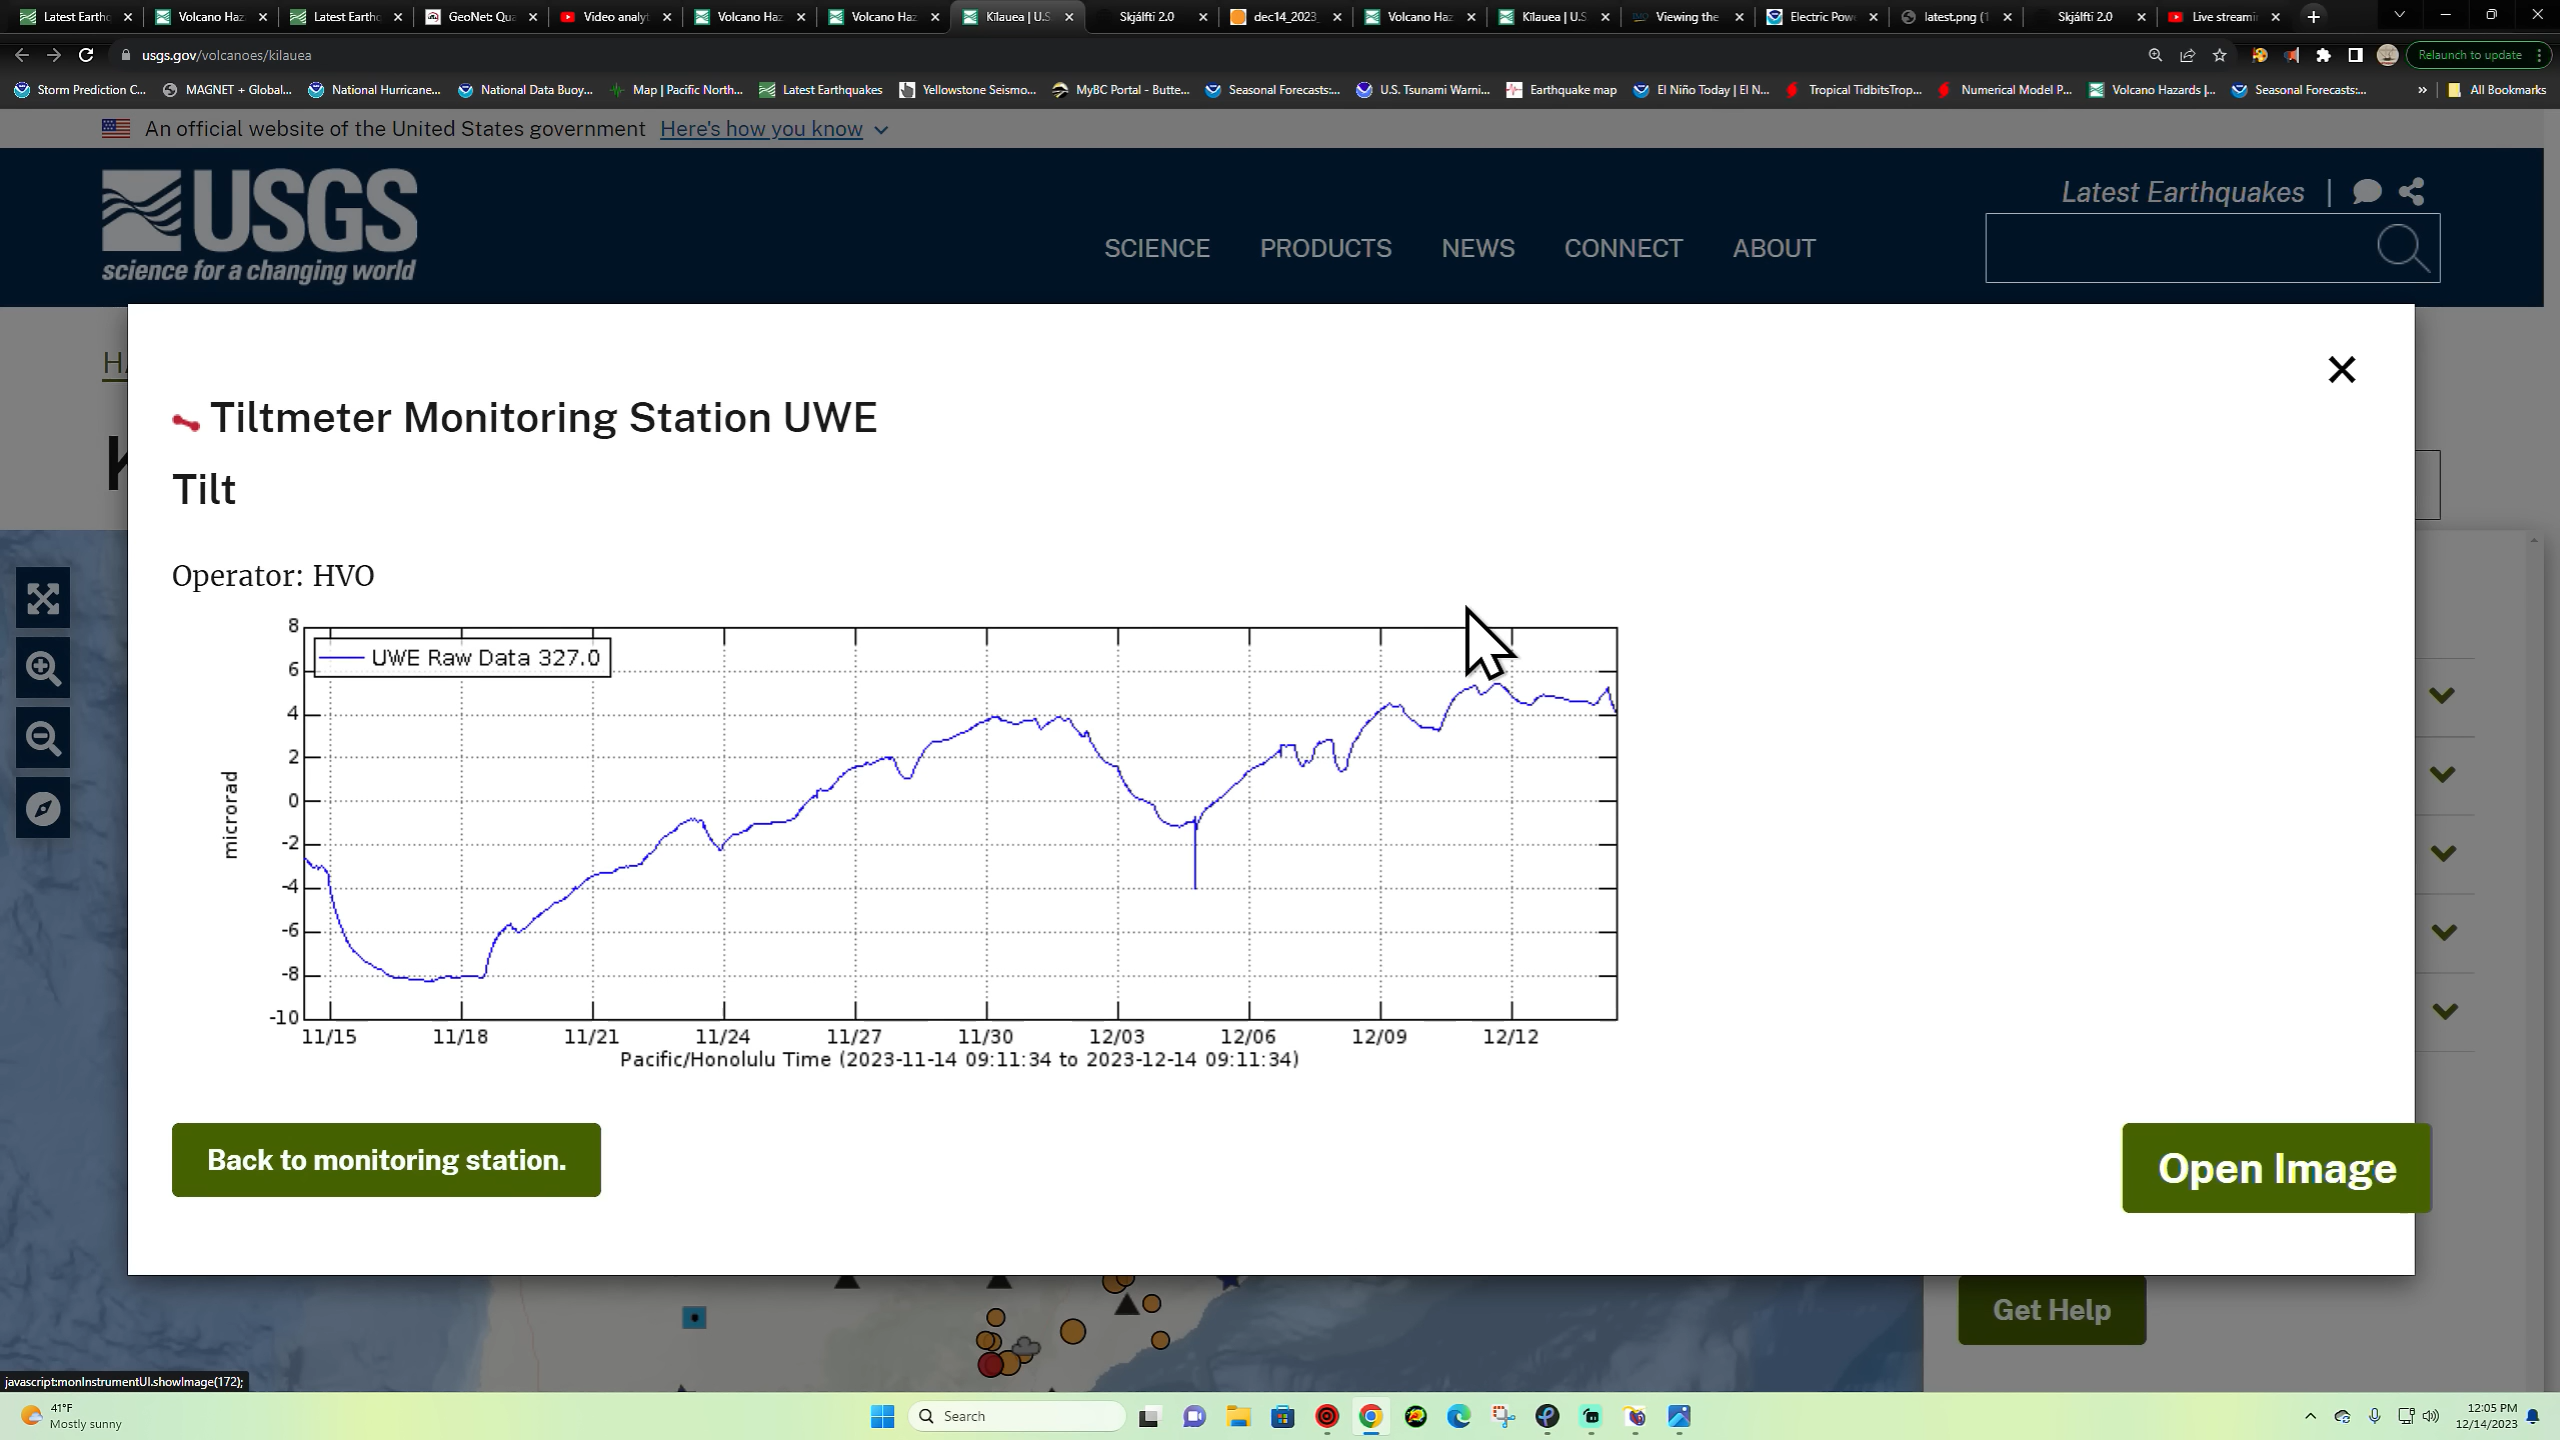 Latest Earthc
Volcano Haz
Latest Earthc
GeoNet: Qua
Video analyt
Volcano Haz
Volcano Haz
Kīlauea | U.S
Skjálfti 2.0
dec14_2023_
Volcano Haz
Kīlauea | U.S
Viewing the
Electric Pow
latest.png (1
Skjálfti 2.0
Live streami
usgs.gov/volcanoes/kilauea
Relaunch to update
Storm Prediction C...
MAGNET + Global...
National Hurricane...
National Data Buoy...
Map | Pacific North...
Latest Earthquakes
Yellowstone Seismo...
MyBC Portal - Butte...
Seasonal Forecasts:...
U.S. Tsunami Warni...
Earthquake map
El Niño Today | El N...
Tropical TidbitsTrop...
Numerical Model P...
Volcano Hazards |...
Seasonal Forecasts:...
»
All Bookmarks
An official website of the United States government Here's how you know
USGS
science for a changing world
Latest Earthquakes |
SCIENCE PRODUCTS NEWS CONNECT ABOUT
HA
K
Tiltmeter Monitoring Station UWE
Tilt
Operator: HVO
UWE Raw Data 327.0
8
6
4
2
0
-2
-4
-6
-8
-10
microrad
11/15 11/18 11/21 11/24 11/27 11/30 12/03 12/06 12/09 12/12
Pacific/Honolulu Time (2023-11-14 09:11:34 to 2023-12-14 09:11:34)
Back to monitoring station.
Open Image
Get Help
javascript:monInstrumentUI.showImage(172);
41°F
Mostly sunny
Search
12:05 PM
12/14/2023